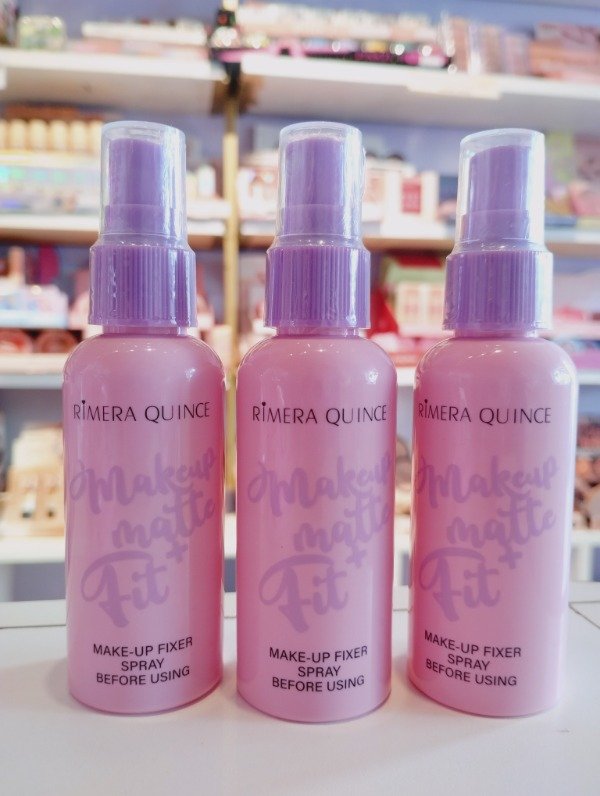 RIMERA QUINCE
Makeup
matte
+
Fit
MAKE-UP FIXER
SPRAY
BEFORE USING
RIMERA QUINCE
Makeup
matte
+
Fit
MAKE-UP FIXER
SPRAY
BEFORE USING
RIMERA QUINCE
Makeup
matte
+
Fit
MAKE-UP FIXER
SPRAY
BEFORE USING